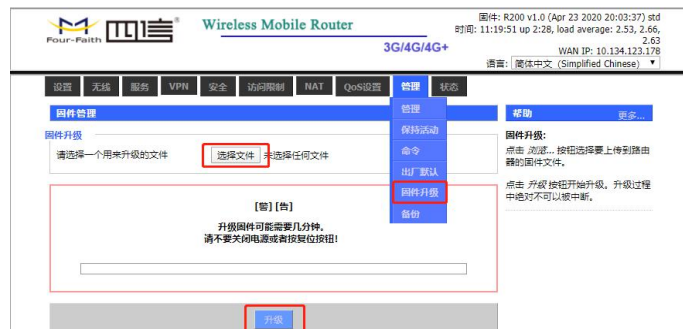 Four-Faith
四信
Wireless Mobile Router
3G/4G/4G+
固件: R200 v1.0 (Apr 23 2020 20:03:37) std
时间: 11:19:51 up 2:28, load average: 2.53, 2.66,
2.63
WAN IP: 10.134.123.178
语言: 简体中文 (Simplified Chinese)
设置 无线 服务 VPN 安全 访问限制 NAT QoS设置 管理 状态
管理
保持活动
命令
出厂默认
固件升级
备份
固件管理
固件升级
请选择一个用来升级的文件 选择文件 未选择任何文件
[警] [告]
升级固件可能需要几分钟。
请不要关闭电源或者按复位按钮!
升级
帮助 更多...
固件升级:
点击 浏览... 按钮选择要上传到路由
器的固件文件。
点击 升级 按钮开始升级。升级过程
中绝对不可以被中断。